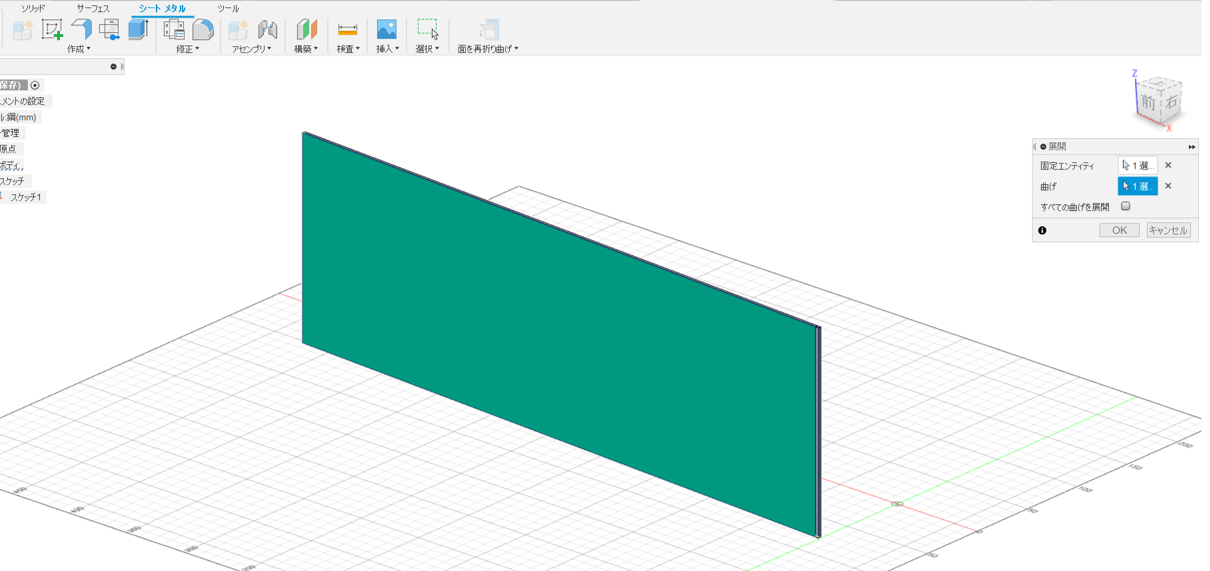 ソリッド サーフェス シート メタル ツール
作成▼ 修正▼ アセンブリ▼ 構築▼ 検査▼ 挿入▼ 選択▼ 面を再折り曲げ▼
保存)
メントの設定
ル:鋼(mm)
管理
原点
ボディ
スケッチ
スケッチ1
Z
前 右
X
展開
固定エンティティ 1 選...
曲げ 1 選...
すべての曲げを展開
OK キャンセル
200
150
100
50
50